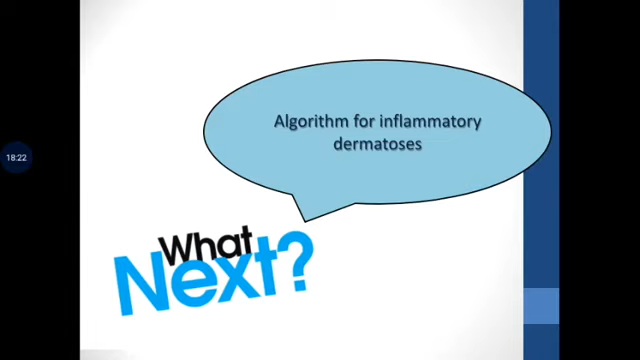 Algorithm for inflammatory
dermatoses
18:22
What
Next?